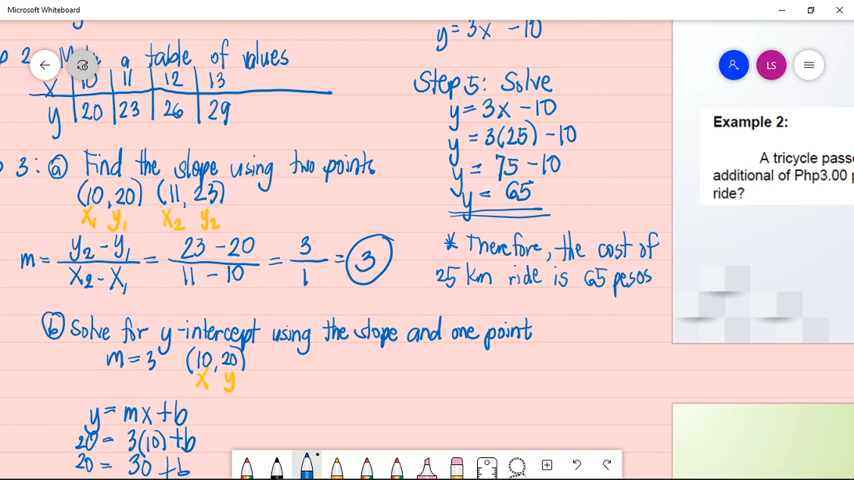 Microsoft Whiteboard
y = 3x - 10
a table of values
x 10 11 12 13
y 20 23 26 29
3: ⓐ Find the slope using two points
(10, 20) (11, 23)
x₁ y₁ x₂ y₂
m = y₂ - y₁ / x₂ - x₁ = 23 - 20 / 11 - 10 = 3 / 1 = 3
ⓑ Solve for y-intercept using the slope and one point
m = 3 (10, 20)
x y
y = mx + b
20 = 3(10) + b
20 = 30 + b
Step 5: Solve
y = 3x - 10
y = 3(25) - 10
y = 75 - 10
y = 65
* Therefore, the cost of
25 km ride is 65 pesos
LS
Example 2:
A tricycle pass
additional of Php3.00 p
ride?